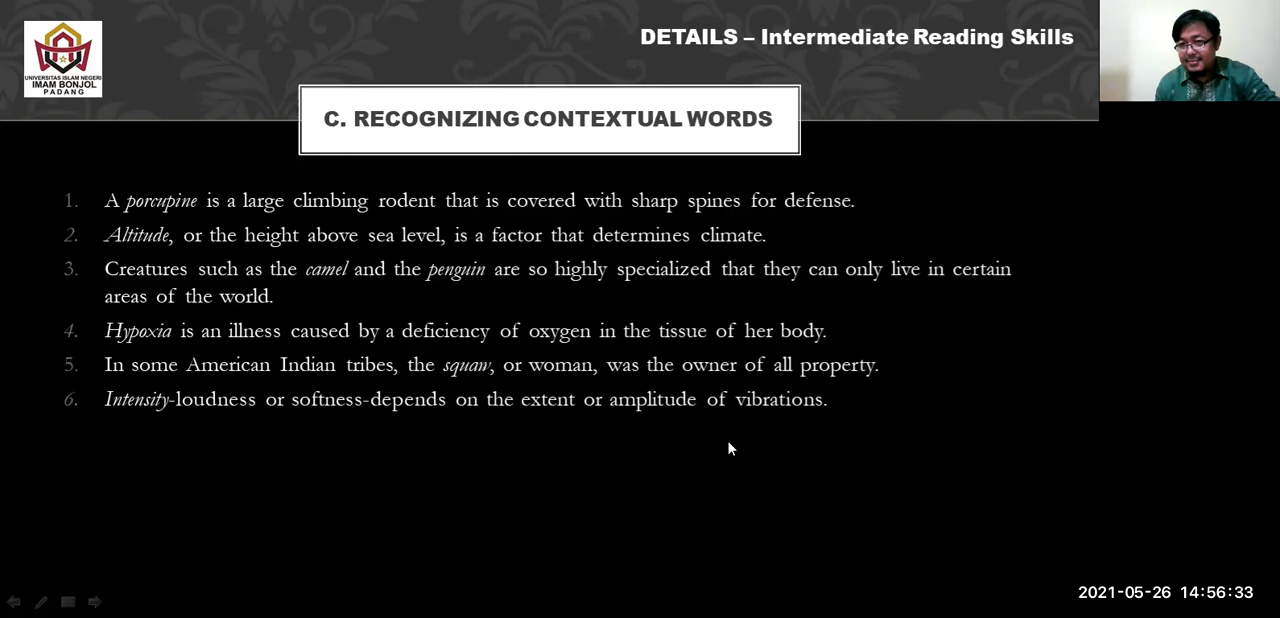 UNIVERSITAS ISLAM NEGERI
IMAM BONJOL
PADANG
DETAILS – Intermediate Reading Skills
C. RECOGNIZING CONTEXTUAL WORDS
1. A porcupine is a large climbing rodent that is covered with sharp spines for defense.
2. Altitude, or the height above sea level, is a factor that determines climate.
3. Creatures such as the camel and the penguin are so highly specialized that they can only live in certain
areas of the world.
4. Hypoxia is an illness caused by a deficiency of oxygen in the tissue of her body.
5. In some American Indian tribes, the squaw, or woman, was the owner of all property.
6. Intensity-loudness or softness-depends on the extent or amplitude of vibrations.
2021-05-26 14:56:33